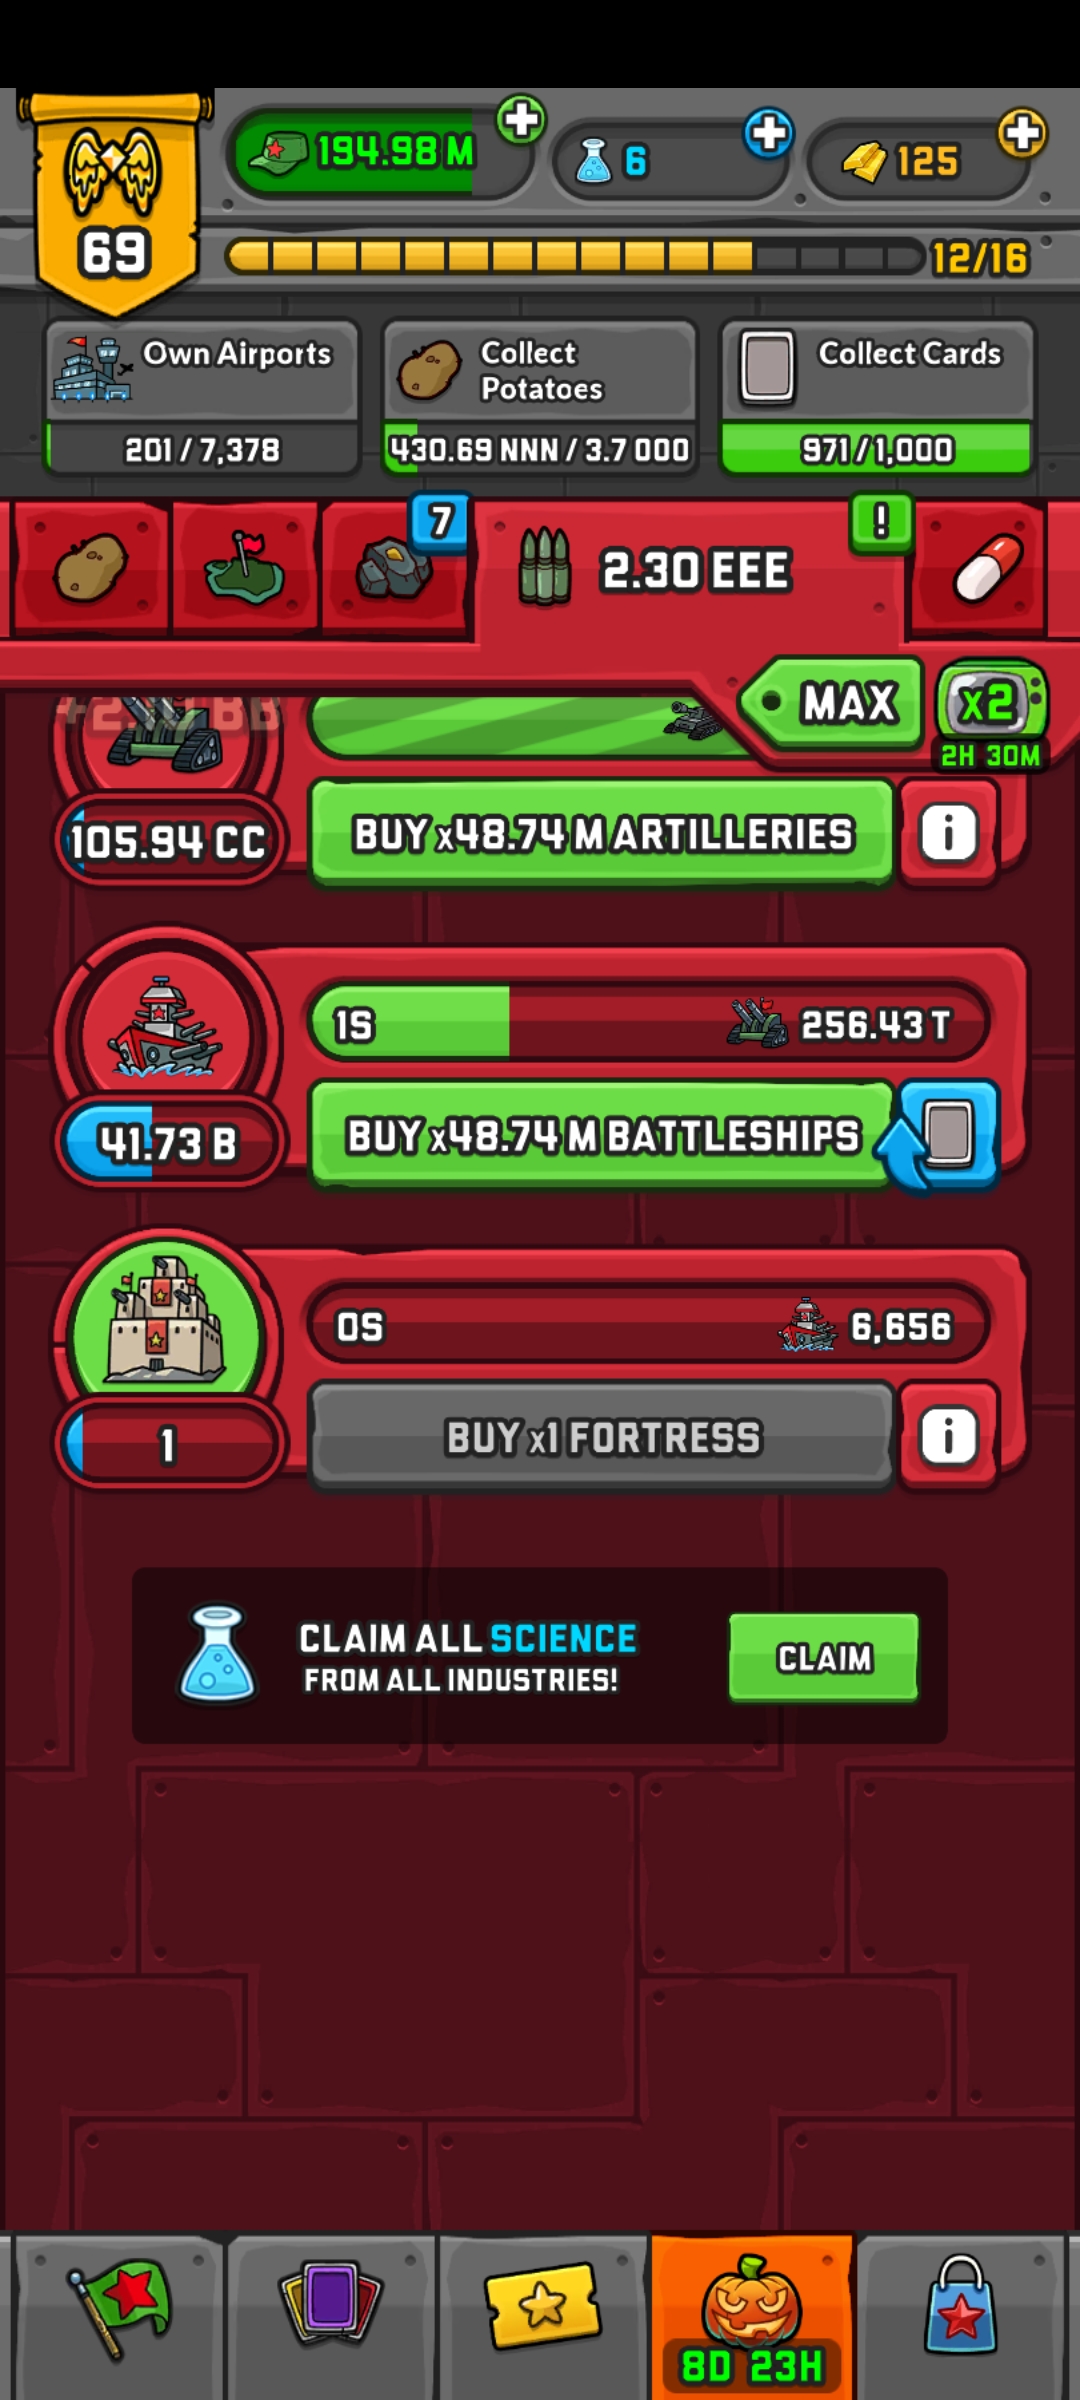 194.98 M
6
125
69
12/16
Own Airports
201 / 7,378
Collect
Potatoes
430.69 NNN / 3.7 000
Collect Cards
971 / 1,000
7
2.30 EEE
!
MAX
x2
2H 30M
105.94 CC
BUY x48.74 M ARTILLERIES
i
1S
256.43 T
41.73 B
BUY x48.74 M BATTLESHIPS
0S
6,656
1
BUY x1 FORTRESS
i
CLAIM ALL SCIENCE
FROM ALL INDUSTRIES!
CLAIM
8D 23H